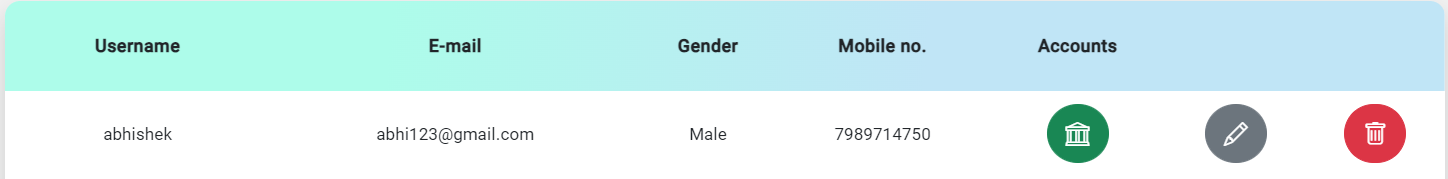 Username E-mail Gender Mobile no. Accounts
abhishek abhi123@gmail.com Male 7989714750